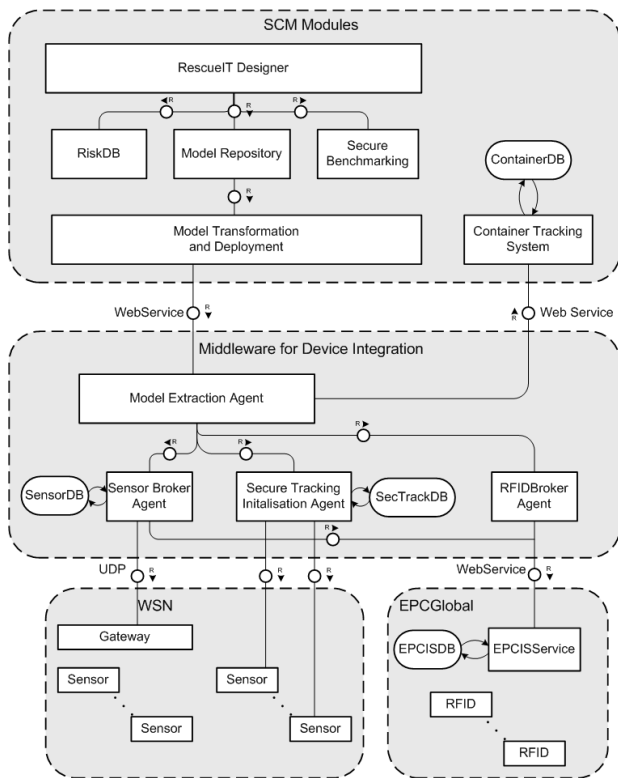 SCM Modules
RescueIT Designer
R
R
R
RiskDB
Model Repository
Secure
Benchmarking
ContainerDB
R
Model Transformation
and Deployment
Container Tracking
System
WebService
R
R
Web Service
Middleware for Device Integration
Model Extraction Agent
R
R
R
SensorDB
Sensor Broker
Agent
Secure Tracking
Initalisation Agent
SecTrackDB
RFIDBroker
Agent
R
UDP
R
R
R
WebService
R
WSN
EPCGlobal
Gateway
EPCISDB
EPCISService
Sensor
Sensor
Sensor
Sensor
RFID
RFID